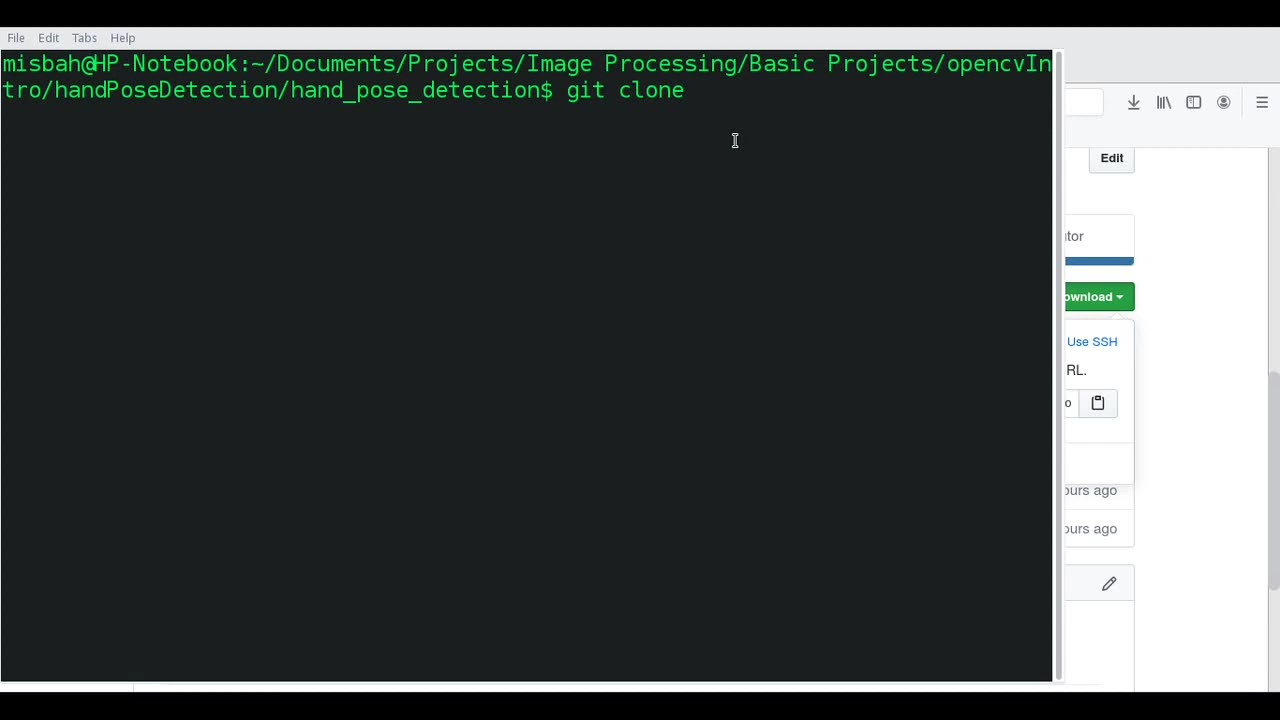 File Edit Tabs Help
misbah@HP-Notebook:~/Documents/Projects/Image Processing/Basic Projects/opencvIn
tro/handPoseDetection/hand_pose_detection$ git clone
Edit
tor
ownload
Use SSH
RL.
o
ours ago
ours ago